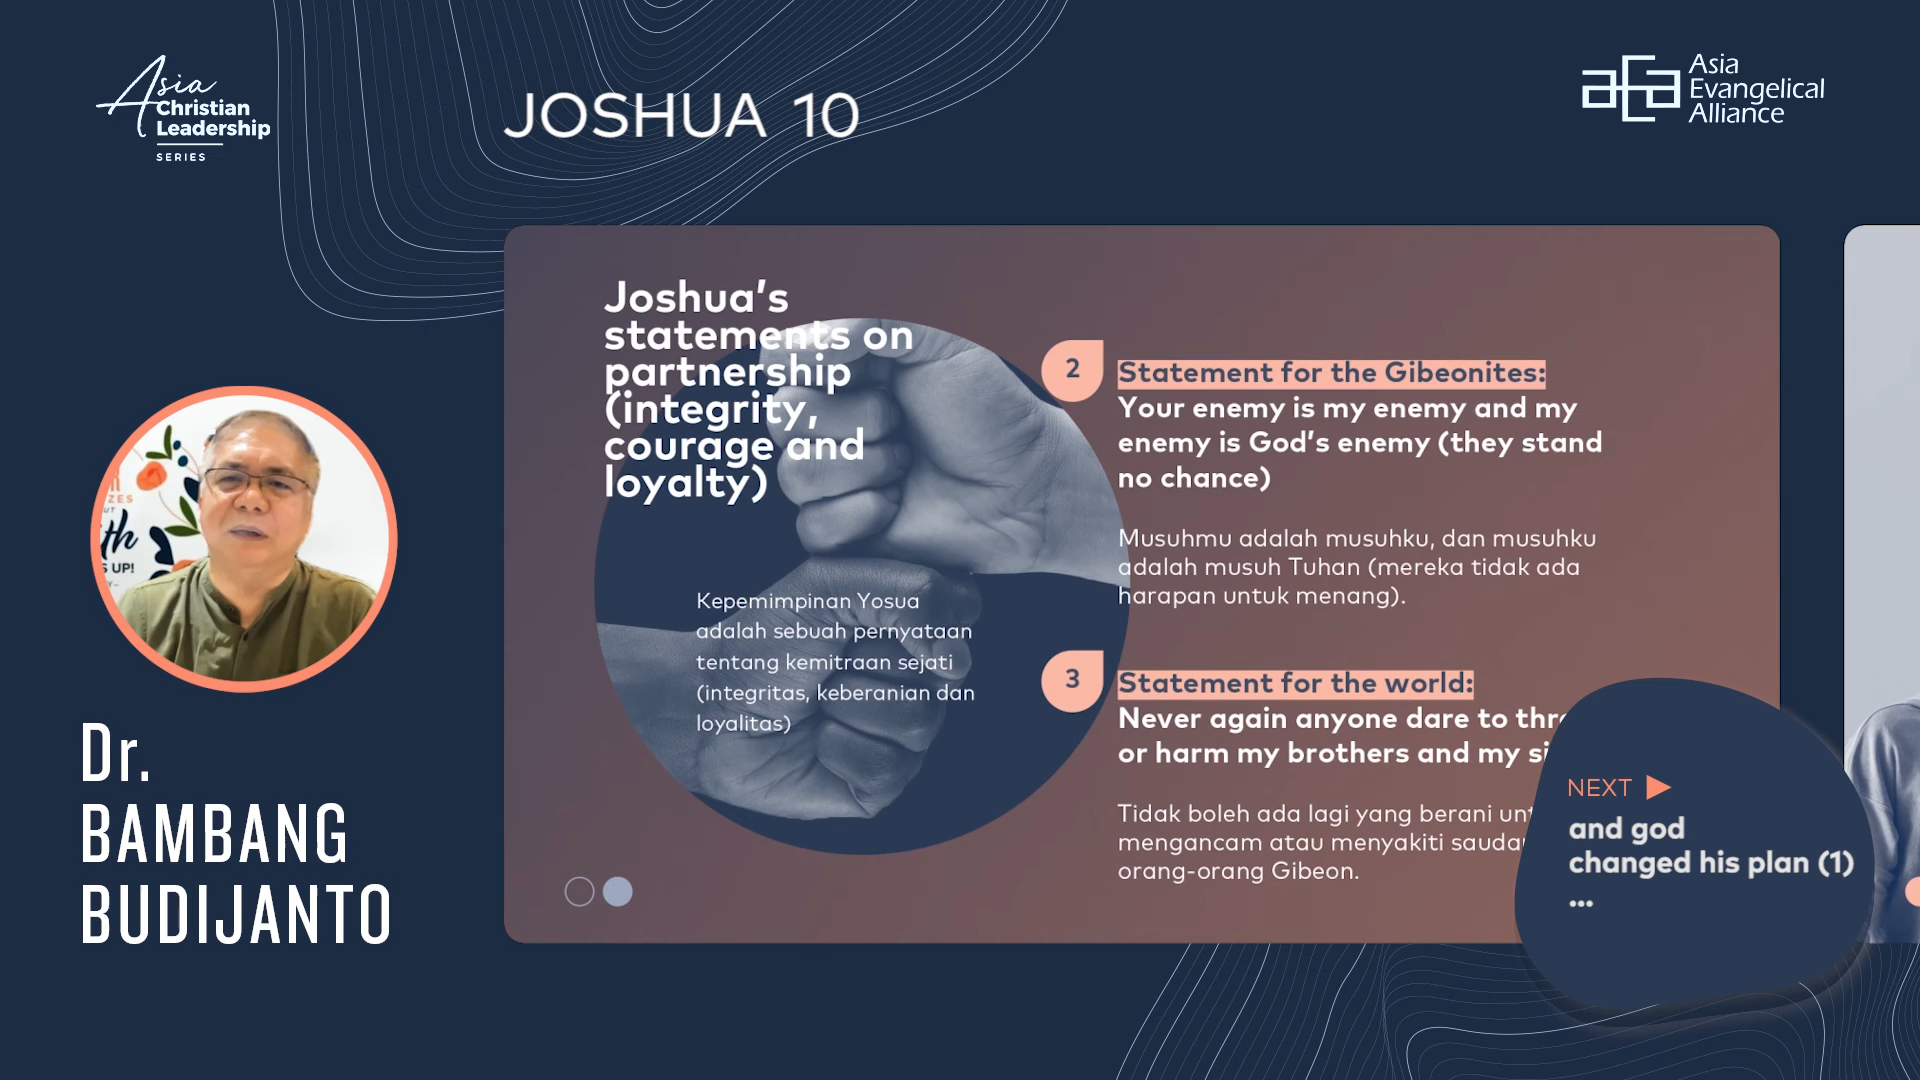 Asia
Christian
Leadership
SERIES
JOSHUA 10
aea
Asia
Evangelical
Alliance
Joshua's
statements on
partnership
(integrity,
courage and
loyalty)
Kepemimpinan Yosua
adalah sebuah pernyataan
tentang kemitraan sejati
(integritas, keberanian dan
loyalitas)
2
Statement for the Gibeonites:
Your enemy is my enemy and my
enemy is God's enemy (they stand
no chance)
Musuhmu adalah musuhku, dan musuhku
adalah musuh Tuhan (mereka tidak ada
harapan untuk menang).
3
Statement for the world:
Never again anyone dare to
or harm my brothers and my
Tidak boleh ada lagi yang berani
mengancam atau menyakiti
orang-orang Gibeon.
NEXT
and god
changed his plan (1)
...
UP!
Dr.
BAMBANG
BUDIJANTO